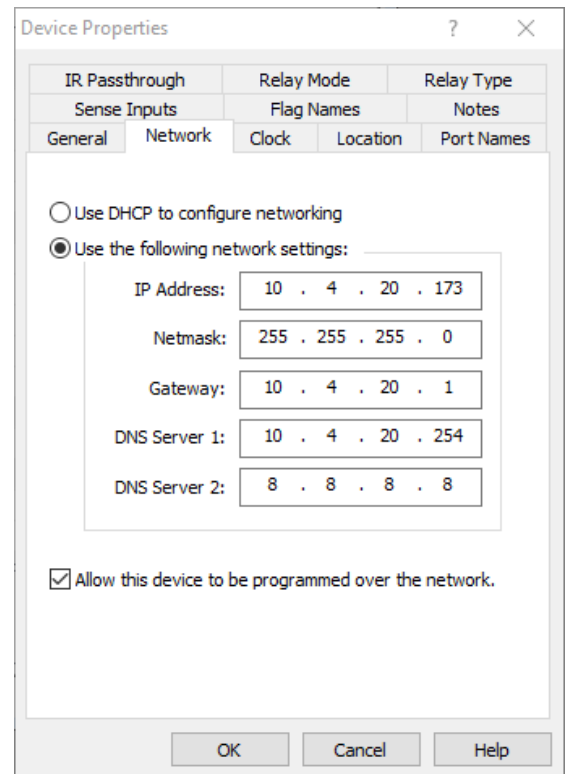 Device Properties ? ×
IR Passthrough Relay Mode Relay Type
Sense Inputs Flag Names Notes
General Network Clock Location Port Names
Use DHCP to configure networking
Use the following network settings:
IP Address: 10 . 4 . 20 . 173
Netmask: 255 . 255 . 255 . 0
Gateway: 10 . 4 . 20 . 1
DNS Server 1: 10 . 4 . 20 . 254
DNS Server 2: 8 . 8 . 8 . 8
Allow this device to be programmed over the network.
OK Cancel Help